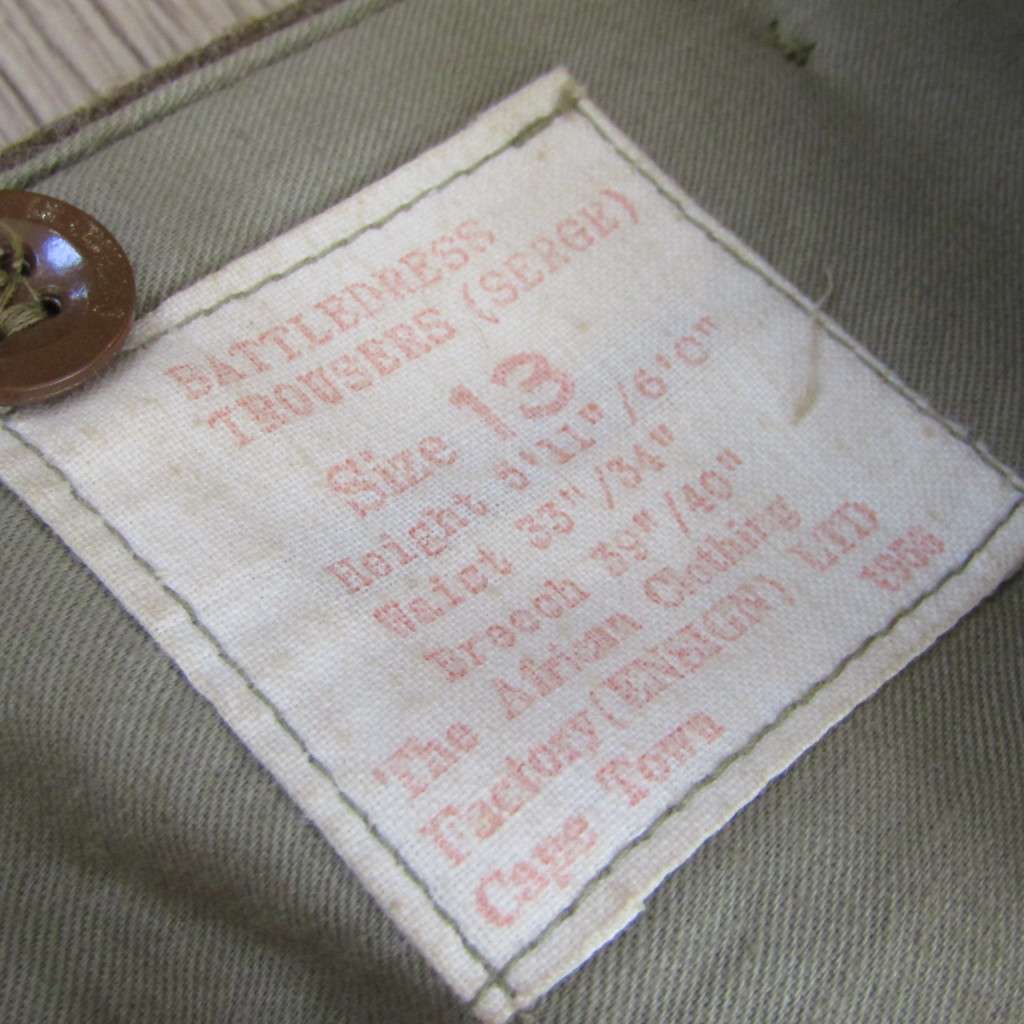 BATTLEDRESS
TROUSERS (SERGE)
Size 13
Height 5'11"/6'0"
Waist 33"/34"
Breech 39"/40"
The African Clothing
Factory (ENSIGN) LTD
Cape Town